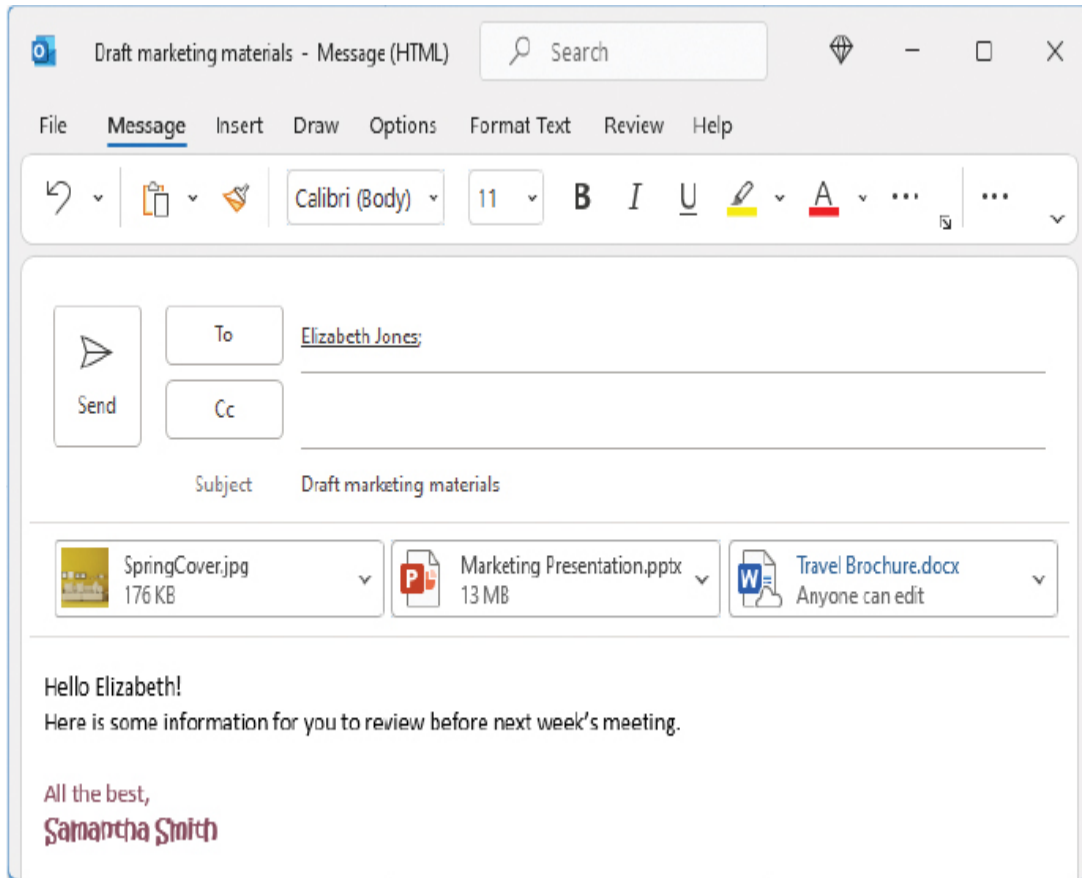 Draft marketing materials - Message (HTML) Search
File Message Insert Draw Options Format Text Review Help
Calibri (Body) 11 B I U A
To Elizabeth Jones;
Send
Cc
Subject Draft marketing materials
SpringCover.jpg Marketing Presentation.pptx Travel Brochure.docx
176 KB 13 MB Anyone can edit
Hello Elizabeth!
Here is some information for you to review before next week's meeting.
All the best,
Samantha Smith